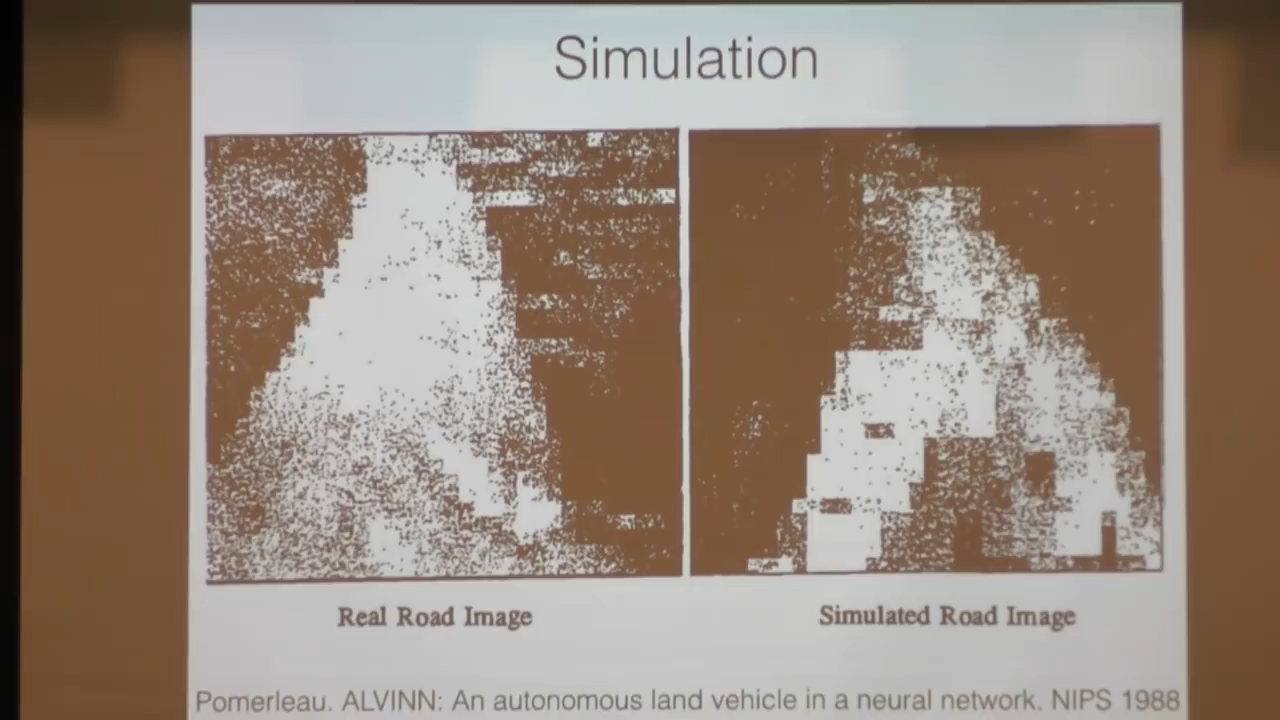 Simulation
Real Road Image
Simulated Road Image
Pomerleau. ALVINN: An autonomous land vehicle in a neural network. NIPS 1988